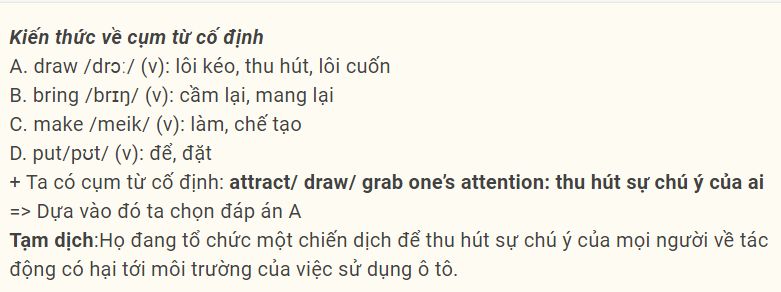 Kiến thức về cụm từ cố định
A. draw /drɔː/ (v): lôi kéo, thu hút, lôi cuốn
B. bring /brɪŋ/ (v): cầm lại, mang lại
C. make /meik/ (v): làm, chế tạo
D. put/pʊt/ (v): để, đặt
+ Ta có cụm từ cố định: attract/ draw/ grab one’s attention: thu hút sự chú ý của ai
=> Dựa vào đó ta chọn đáp án A
Tạm dịch:Họ đang tổ chức một chiến dịch để thu hút sự chú ý của mọi người về tác
động có hại tới môi trường của việc sử dụng ô tô.